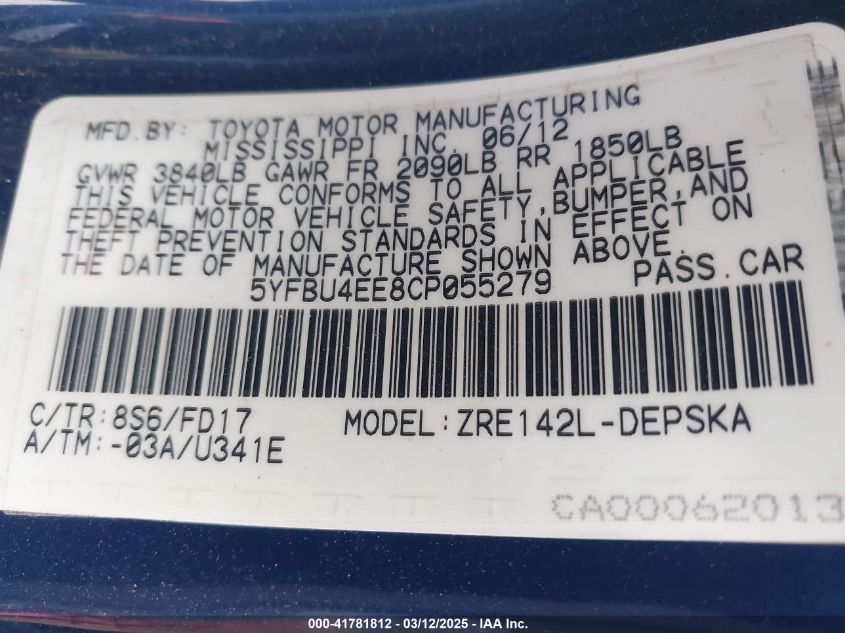 MFD.BY: TOYOTA MOTOR MANUFACTURING
MISSISSIPPI INC. 06/12
GVWR 3840LB GAWR FR 2090LB RR 1850LB
THIS VEHICLE CONFORMS TO ALL APPLICABLE
FEDERAL MOTOR VEHICLE SAFETY,BUMPER,AND
THEFT PREVENTION STANDARDS IN EFFECT ON
THE DATE OF MANUFACTURE SHOWN ABOVE.
5YFBU4EE8CP055279 PASS.CAR
C/TR:8S6/FD17 MODEL:ZRE142L-DEPSKA
A/TM:-03A/U341E
CA00062013
000-41781812 - 03/12/2025 - IAA Inc.